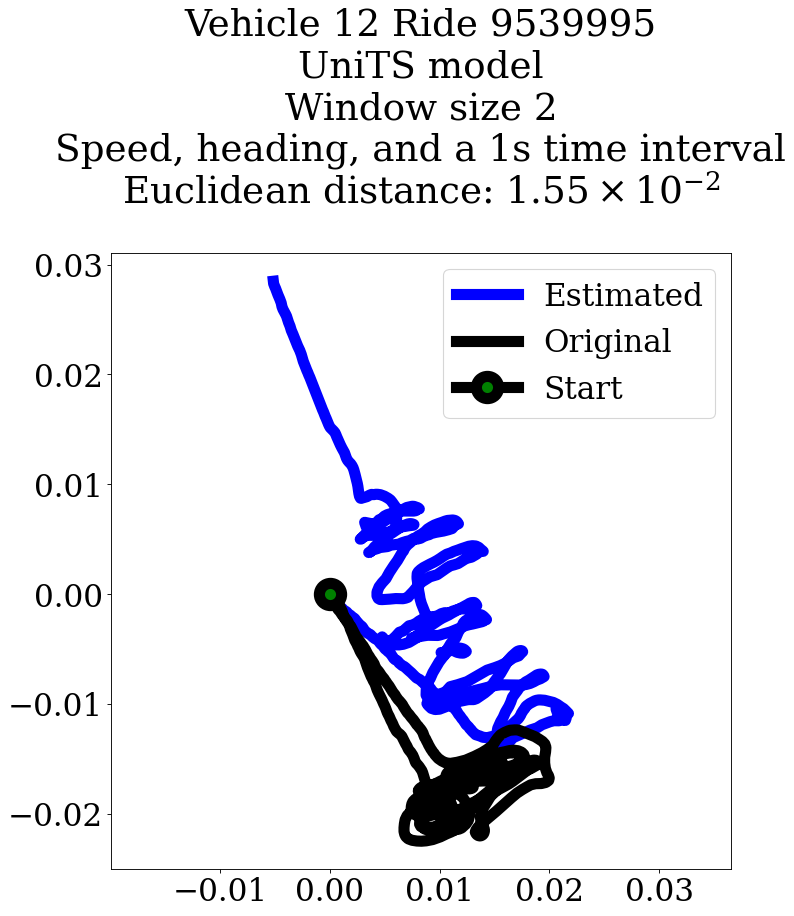 Vehicle 12 Ride 9539995
UniTS model
Window size 2
Speed, heading, and a 1s time interval
Euclidean distance: 1.55 × 10⁻²
0.03
0.02
0.01
0.00
−0.01
−0.02
Estimated
Original
Start
−0.01 0.00 0.01 0.02 0.03